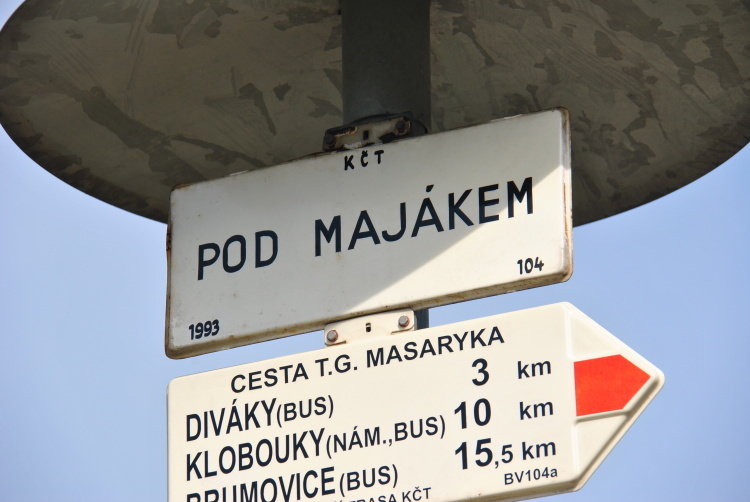 KČT
POD MAJÁKEM
1993 104
CESTA T.G. MASARYKA
DIVÁKY(BUS) 3 km
KLOBOUKY(NÁM.,BUS) 10 km
BRUMOVICE(BUS) 15,5 km
KČT BV104a